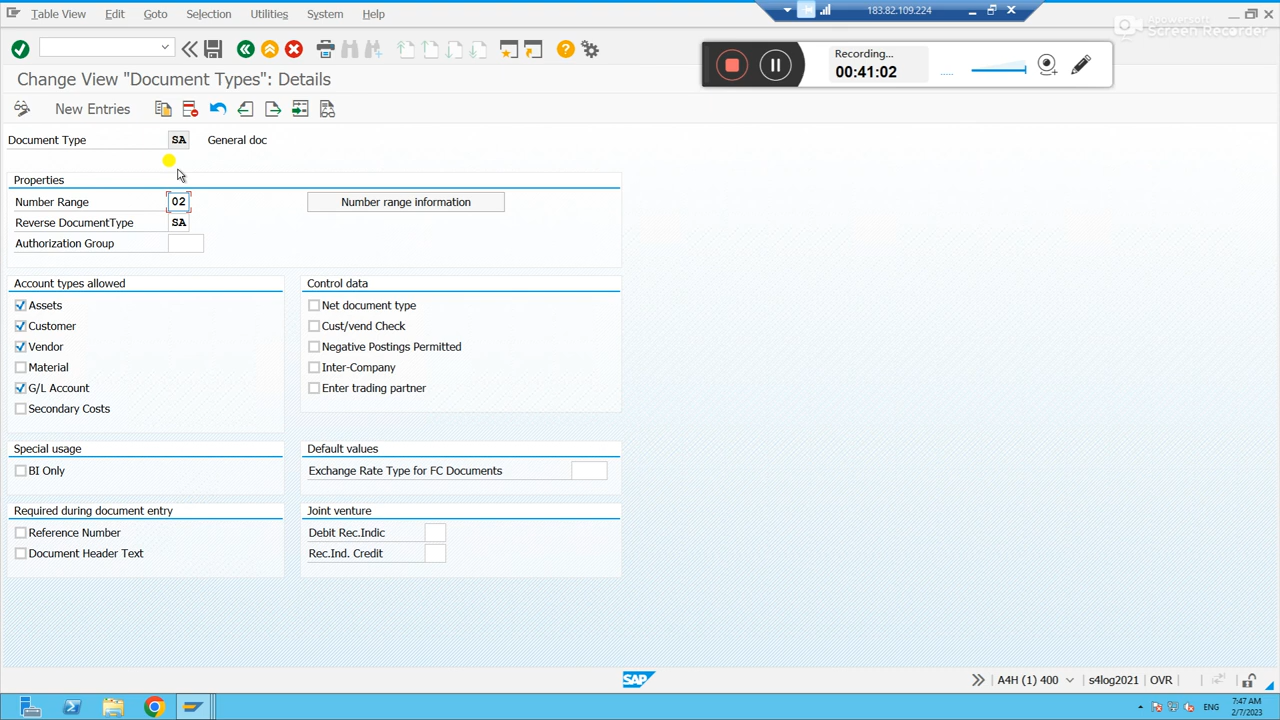 Table View Edit Goto Selection Utilities System Help
183.82.109.224
Apowersoft
Screen Recorder
Recording...
00:41:02
Change View "Document Types": Details
New Entries
Document Type SA General doc
Properties
Number Range 02 Number range information
Reverse DocumentType SA
Authorization Group
Account types allowed Control data
Assets Net document type
Customer Cust/vend Check
Vendor Negative Postings Permitted
Material Inter-Company
G/L Account Enter trading partner
Secondary Costs
Special usage Default values
BI Only Exchange Rate Type for FC Documents
Required during document entry Joint venture
Reference Number Debit Rec.Indic
Document Header Text Rec.Ind. Credit
SAP A4H (1) 400 s4log2021 OVR
ENG 7:47 AM
2/7/2023